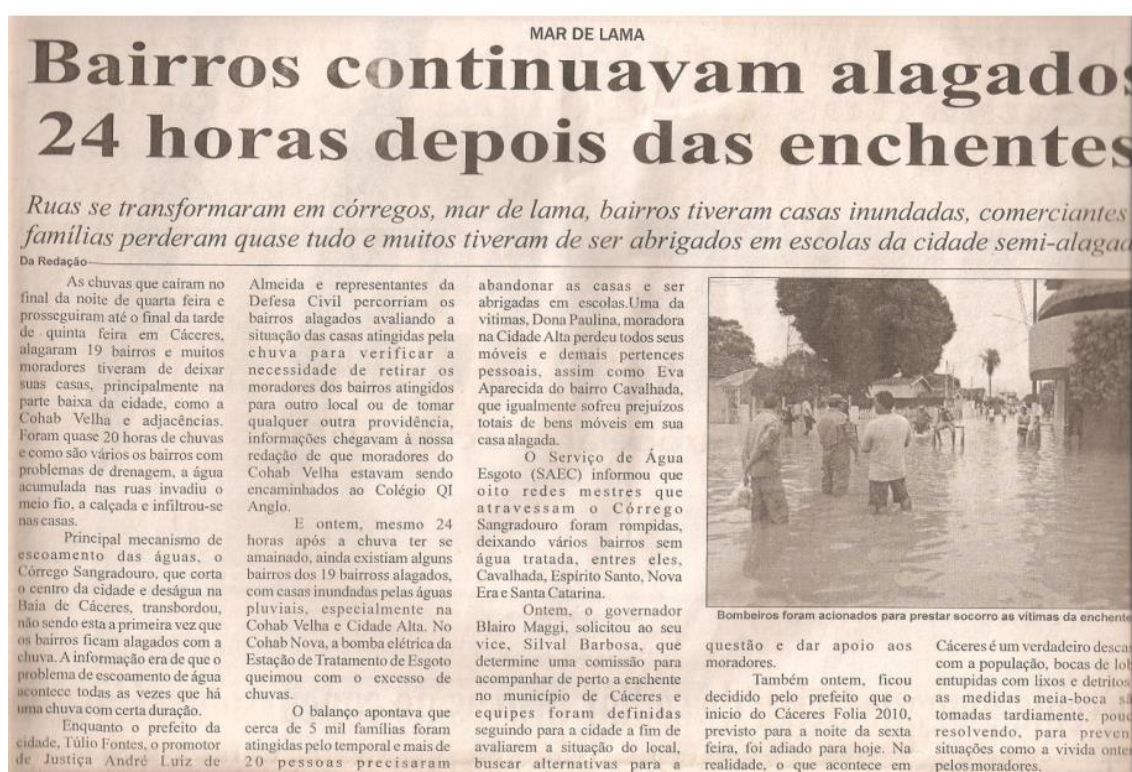 MAR DE LAMA
Bairros continuavam alagados
24 horas depois das enchentes
Ruas se transformaram em córregos, mar de lama, bairros tiveram casas inundadas, comerciantes
famílias perderam quase tudo e muitos tiveram de ser abrigados em escolas da cidade semi-alagad
Da Redação
As chuvas que caíram no
final da noite de quarta feira e
prosseguiram até o final da tarde
de quinta feira em Cáceres,
alagaram 19 bairros e muitos
moradores tiveram de deixar
suas casas, principalmente na
parte baixa da cidade, como a
Cohab Velha e adjacências.
Foram quase 20 horas de chuvas
e como são vários os bairros com
problemas de drenagem, a água
acumulada nas ruas invadiu o
meio fio, a calçada e infiltrou-se
nas casas.
Principal mecanismo de
escoamento das águas, o
Córrego Sangradouro, que corta
o centro da cidade e deságua na
Baia de Cáceres, transbordou,
não sendo esta a primeira vez que
os bairros ficam alagados com a
chuva. A informação era de que o
problema de escoamento de água
acontece todas as vezes que há
uma chuva com certa duração.
Enquanto o prefeito da
cidade, Túlio Fontes, o promotor
de Justiça André Luiz de
Almeida e representantes da
Defesa Civil percorriam os
bairros alagados avaliando a
situação das casas atingidas pela
chuva para verificar a
necessidade de retirar os
moradores dos bairros atingidos
para outro local ou de tomar
qualquer outra providência,
informações chegavam à nossa
redação de que moradores do
Cohab Velha estavam sendo
encaminhados ao Colégio QI
Anglo.
E ontem, mesmo 24
horas após a chuva ter se
amainado, ainda existiam alguns
bairros dos 19 bairross alagados,
com casas inundadas pelas águas
pluviais, especialmente na
Cohab Velha e Cidade Alta. No
Cohab Nova, a bomba elétrica da
Estação de Tratamento de Esgoto
queimou com o excesso de
chuvas.
O balanço apontava que
cerca de 5 mil famílias foram
atingidas pelo temporal e mais de
20 pessoas precisaram
abandonar as casas e ser
abrigadas em escolas.Uma da
vitimas, Dona Paulina, moradora
na Cidade Alta perdeu todos seus
móveis e demais pertences
pessoais, assim como Eva
Aparecida do bairro Cavalhada,
que igualmente sofreu prejuízos
totais de bens móveis em sua
casa alagada.
O Serviço de Água
Esgoto (SAEC) informou que
oito redes mestres que
atravessam o Córrego
Sangradouro foram rompidas,
deixando vários bairros sem
água tratada, entres eles,
Cavalhada, Espírito Santo, Nova
Era e Santa Catarina.
Ontem, o governador
Blairo Maggi, solicitou ao seu
vice, Silval Barbosa, que
determine uma comissão para
acompanhar de perto a enchente
no município de Cáceres e
equipes foram definidas
seguindo para a cidade a fim de
avaliarem a situação do local,
buscar alternativas para a
Bombeiros foram acionados para prestar socorro as vitimas da enchente
questão e dar apoio aos
moradores.
Também ontem, ficou
decidido pelo prefeito que o
inicio do Cáceres Folia 2010,
previsto para a noite da sexta
feira, foi adiado para hoje. Na
realidade, o que acontece em
Cáceres é um verdadeiro desca
com a população, bocas de lob
entupidas com lixos e detritos
as medidas meia-boca
tomadas tardiamente, pouc
resolvendo, para preven
situações como a vivida onte
pelos moradores.